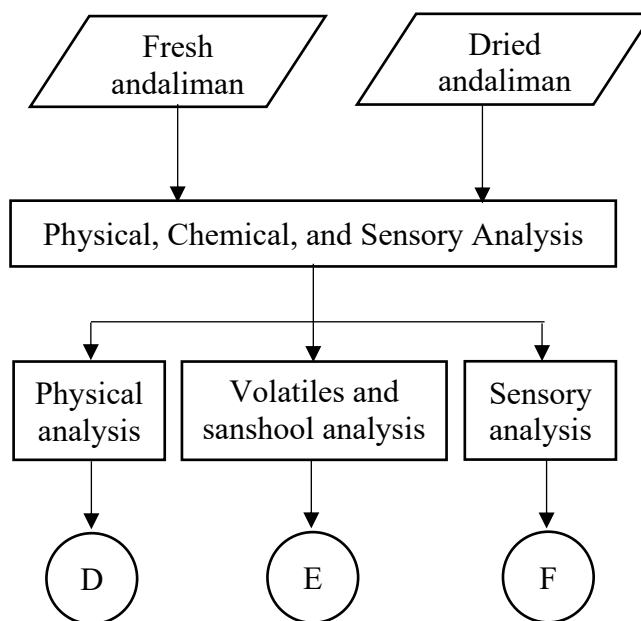 Fresh
andaliman
Dried
andaliman
Physical, Chemical, and Sensory Analysis
Physical
analysis
Volatiles and
sanshool analysis
Sensory
analysis
D
E
F